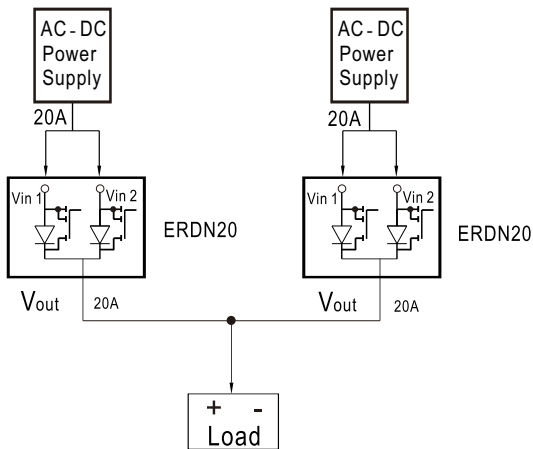 AC - DC
Power
Supply
AC - DC
Power
Supply
20A
20A
Vin 1
Vin 2
ERDN20
Vin 1
Vin 2
ERDN20
Vout
20A
Vout
20A
+ -
Load